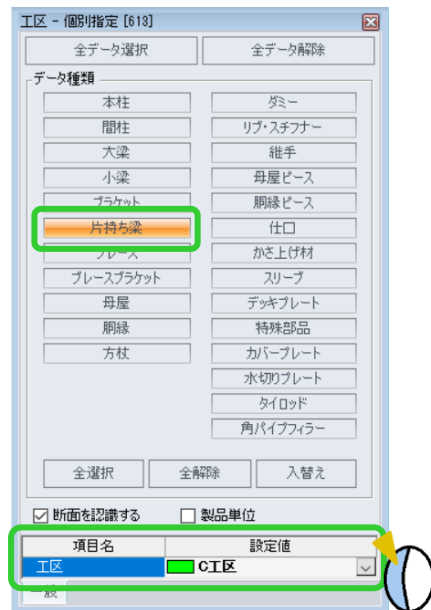 工区 - 個別指定 [613]
全データ選択 全データ解除
データ種類
本柱 ダミー
間柱 リブ・スチフナー
大梁 継手
小梁 母屋ピース
ブラケット 胴縁ピース
片持ち梁 仕口
ブレース かさ上げ材
ブレースブラケット スリーブ
母屋 デッキプレート
胴縁 特殊部品
方杖 カバープレート
水切りプレート
タイロッド
角パイプフィラー
全選択 全解除 入替え
断面を認識する 製品単位
項目名 設定値
工区 C工区
一般